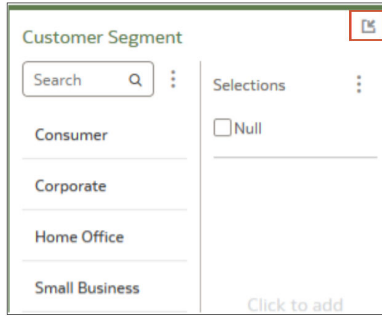 Customer Segment
Search
Selections
Null
Consumer
Corporate
Home Office
Small Business
Click to add